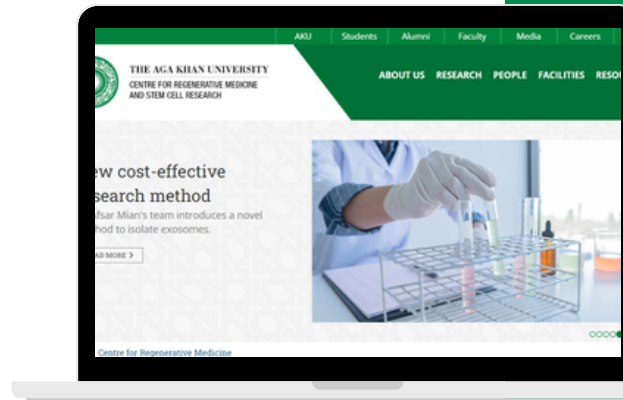 AKU Students Alumni Faculty Media Careers
THE AGA KHAN UNIVERSITY
CENTRE FOR REGENERATIVE MEDICINE
AND STEM CELL RESEARCH
ABOUT US RESEARCH PEOPLE FACILITIES RESOU
ew cost-effective
search method
fsar Mian's team introduces a novel
hod to isolate exosomes.
AD MORE >
Centre for Regenerative Medicine